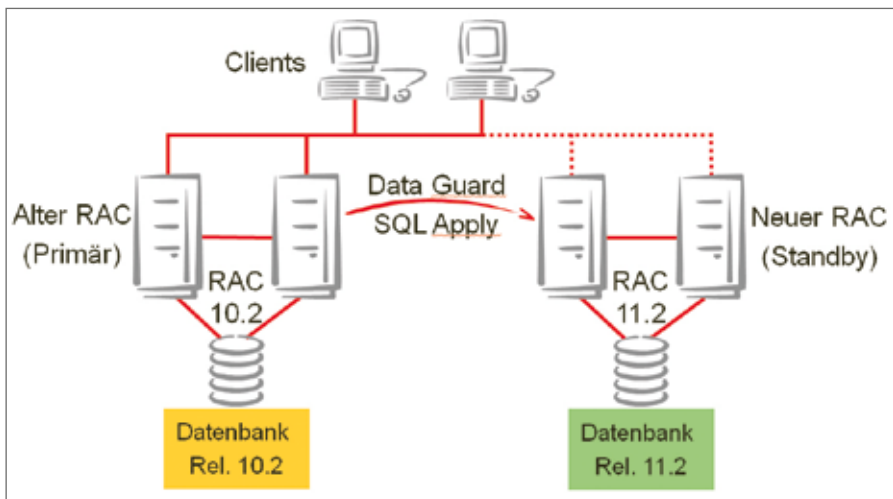 Clients
Data Guard
SQL Apply
Alter RAC
(Primär)
RAC
10.2
Neuer RAC
(Standby)
RAC
11.2
Datenbank
Rel. 10.2
Datenbank
Rel. 11.2